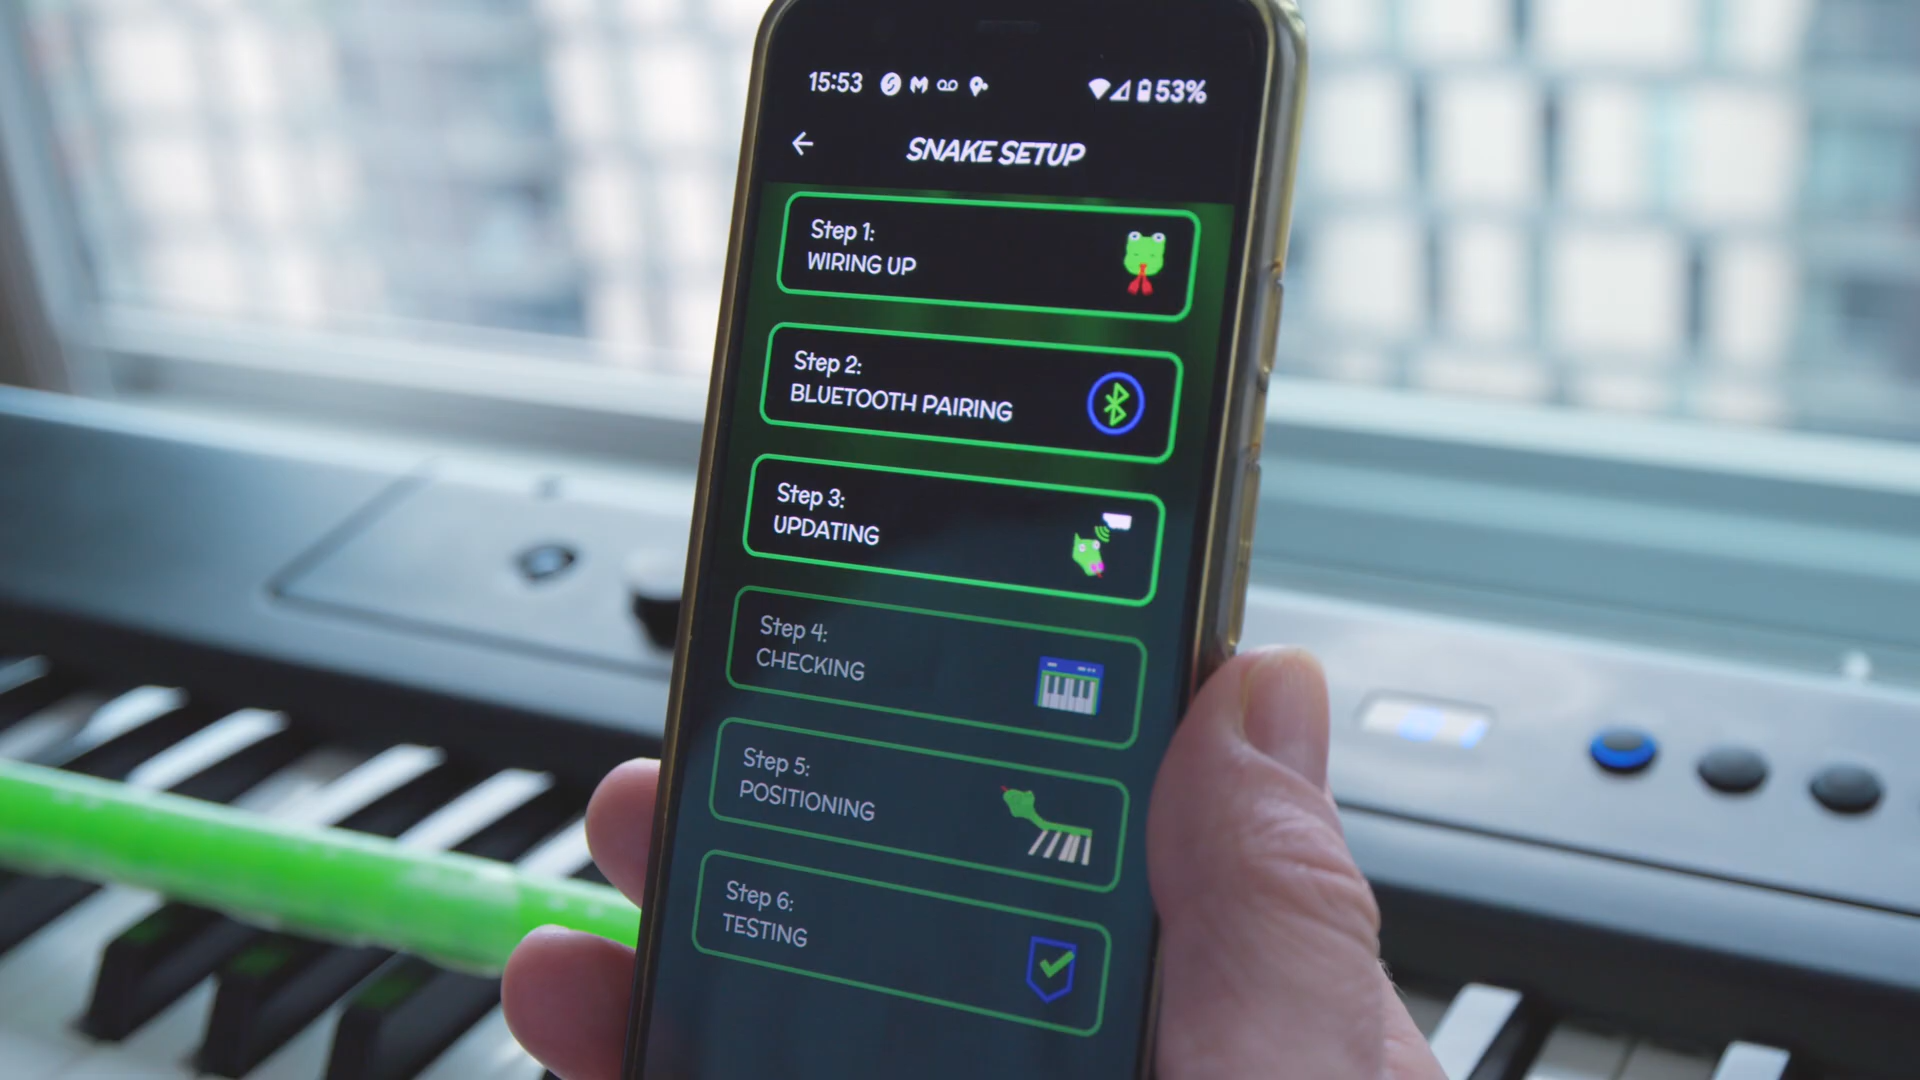 15:53
53%
SNAKE SETUP
Step 1:
WIRING UP
Step 2:
BLUETOOTH PAIRING
Step 3:
UPDATING
Step 4:
CHECKING
Step 5:
POSITIONING
Step 6:
TESTING